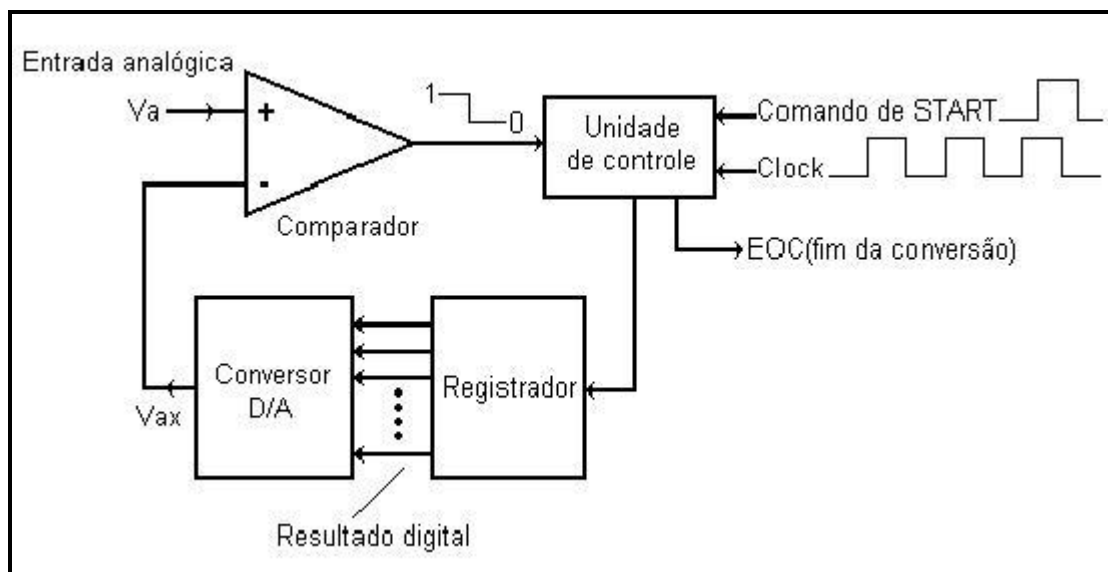 Entrada analógica
Va
+
-
Comparador
1
0
Unidade
de controle
Comando de START
Clock
EOC(fim da conversão)
Conversor
D/A
Registrador
Vax
Resultado digital